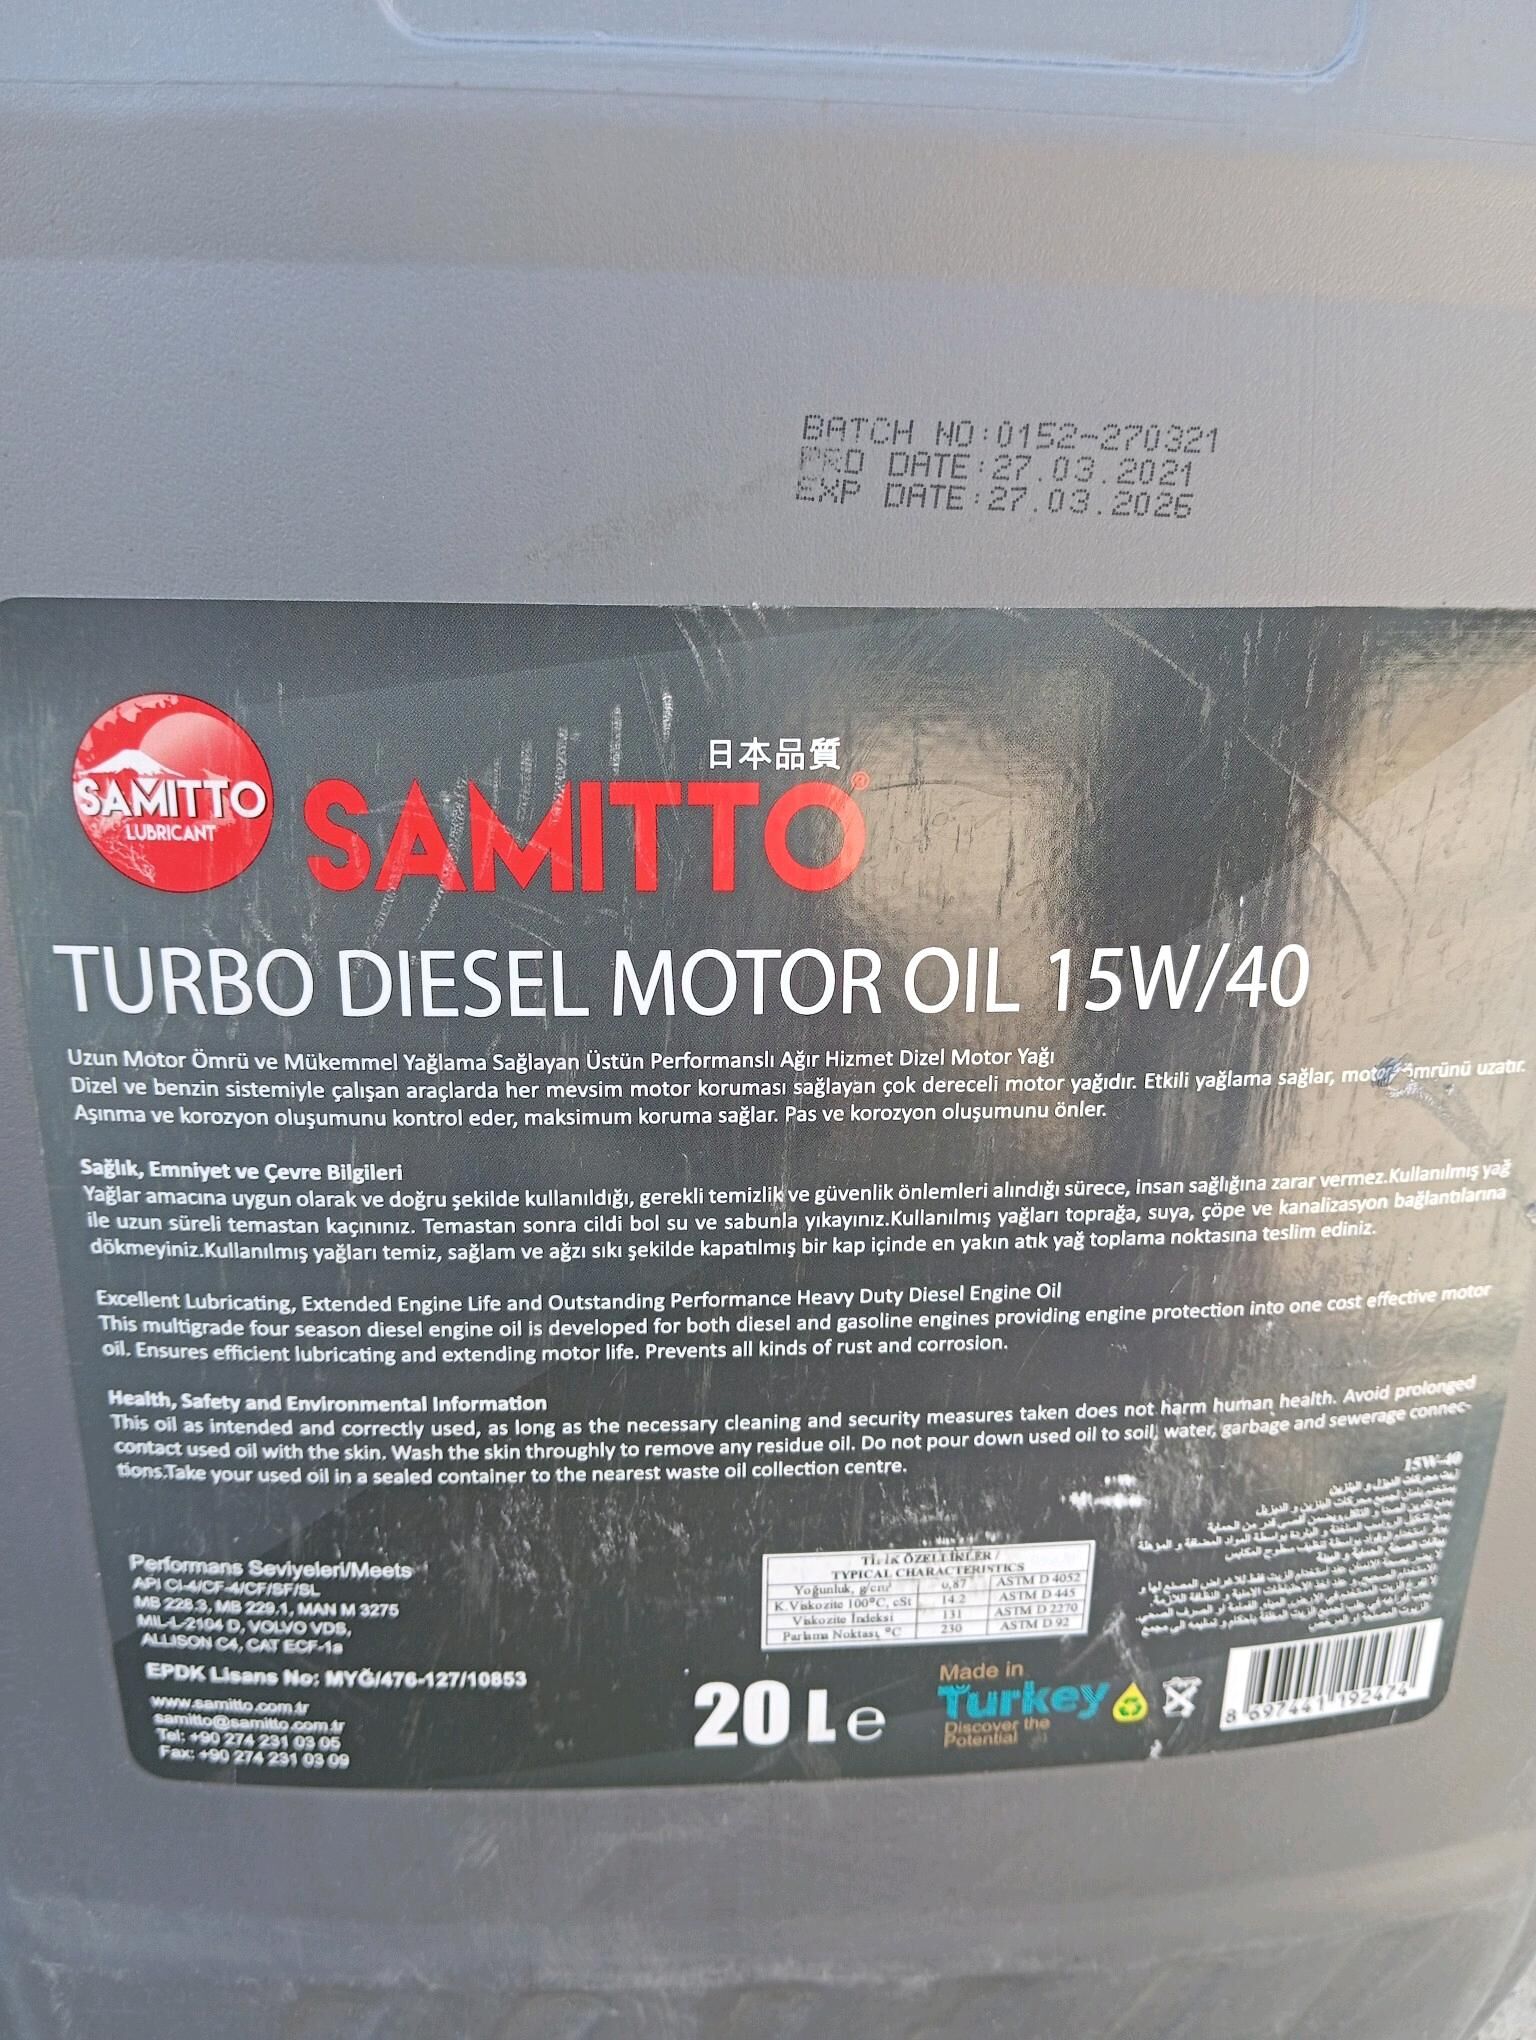 BATCH NO:0152-270321
PRO DATE:27.03.2021
EXP DATE:27.03.2026
日本品質
SAMITTO
LUBRICANT
SAMITTO®
TURBO DIESEL MOTOR OIL 15W/40
Uzun Motor Ömrü ve Mükemmel Yağlama Sağlayan Üstün Performanslı Ağır Hizmet Dizel Motor Yağı
Dizel ve benzin sistemiyle çalışan araçlarda her mevsim motor koruması sağlayan çok dereceli motor yağıdır. Etkili yağlama sağlar, motor ömrünü uzatır.
Aşınma ve korozyon oluşumunu kontrol eder, maksimum koruma sağlar. Pas ve korozyon oluşumunu önler.
Sağlık, Emniyet ve Çevre Bilgileri
Yağlar amacına uygun olarak ve doğru şekilde kullanıldığı, gerekli temizlik ve güvenlik önlemleri alındığı sürece, insan sağlığına zarar vermez.Kullanılmış yağ
ile uzun süreli temastan kaçınınız. Temastan sonra cildi bol su ve sabunla yıkayınız.Kullanılmış yağları toprağa, suya, çöpe ve kanalizasyon bağlantılarına
dökmeyiniz.Kullanılmış yağları temiz, sağlam ve ağzı sıkı şekilde kapatılmış bir kap içinde en yakın atık yağ toplama noktasına teslim ediniz.
Excellent Lubricating, Extended Engine Life and Outstanding Performance Heavy Duty Diesel Engine Oil
This multigrade four season diesel engine oil is developed for both diesel and gasoline engines providing engine protection into one cost effective motor
oil. Ensures efficient lubricating and extending motor life. Prevents all kinds of rust and corrosion.
Health, Safety and Environmental Information
This oil as intended and correctly used, as long as the necessary cleaning and security measures taken does not harm human health. Avoid prolonged
contact used oil with the skin. Wash the skin throughly to remove any residue oil. Do not pour down used oil to soil, water, garbage and sewerage connec-
tions.Take your used oil in a sealed container to the nearest waste oil collection centre.
15W-40
Performans Seviyeleri/Meets
API CI-4/CF-4/CF/SF/SL
MB 228.3, MB 229.1, MAN M 3275
MIL-L-2104 D, VOLVO VDS,
ALLISON C4, CAT ECF-1a
EPDK Lisans No: MYĞ/476-127/10853
www.samitto.com.tr
samitto@samitto.com.tr
Tel: +90 274 231 03 05
Fax: +90 274 231 03 09
ÖZELLİKLER /
TYPICAL CHARACTERISTICS
Yoğunluk, g/cm³ 0,87 ASTM D 4052
K.Viskozite 100°C, cSt 14.2 ASTM D 445
Viskozite İndeksi 131 ASTM D 2270
Parlama Noktası, °C 230 ASTM D 92
20 L e
Made in
Turkey
Discover the
Potential
8 697441 192474